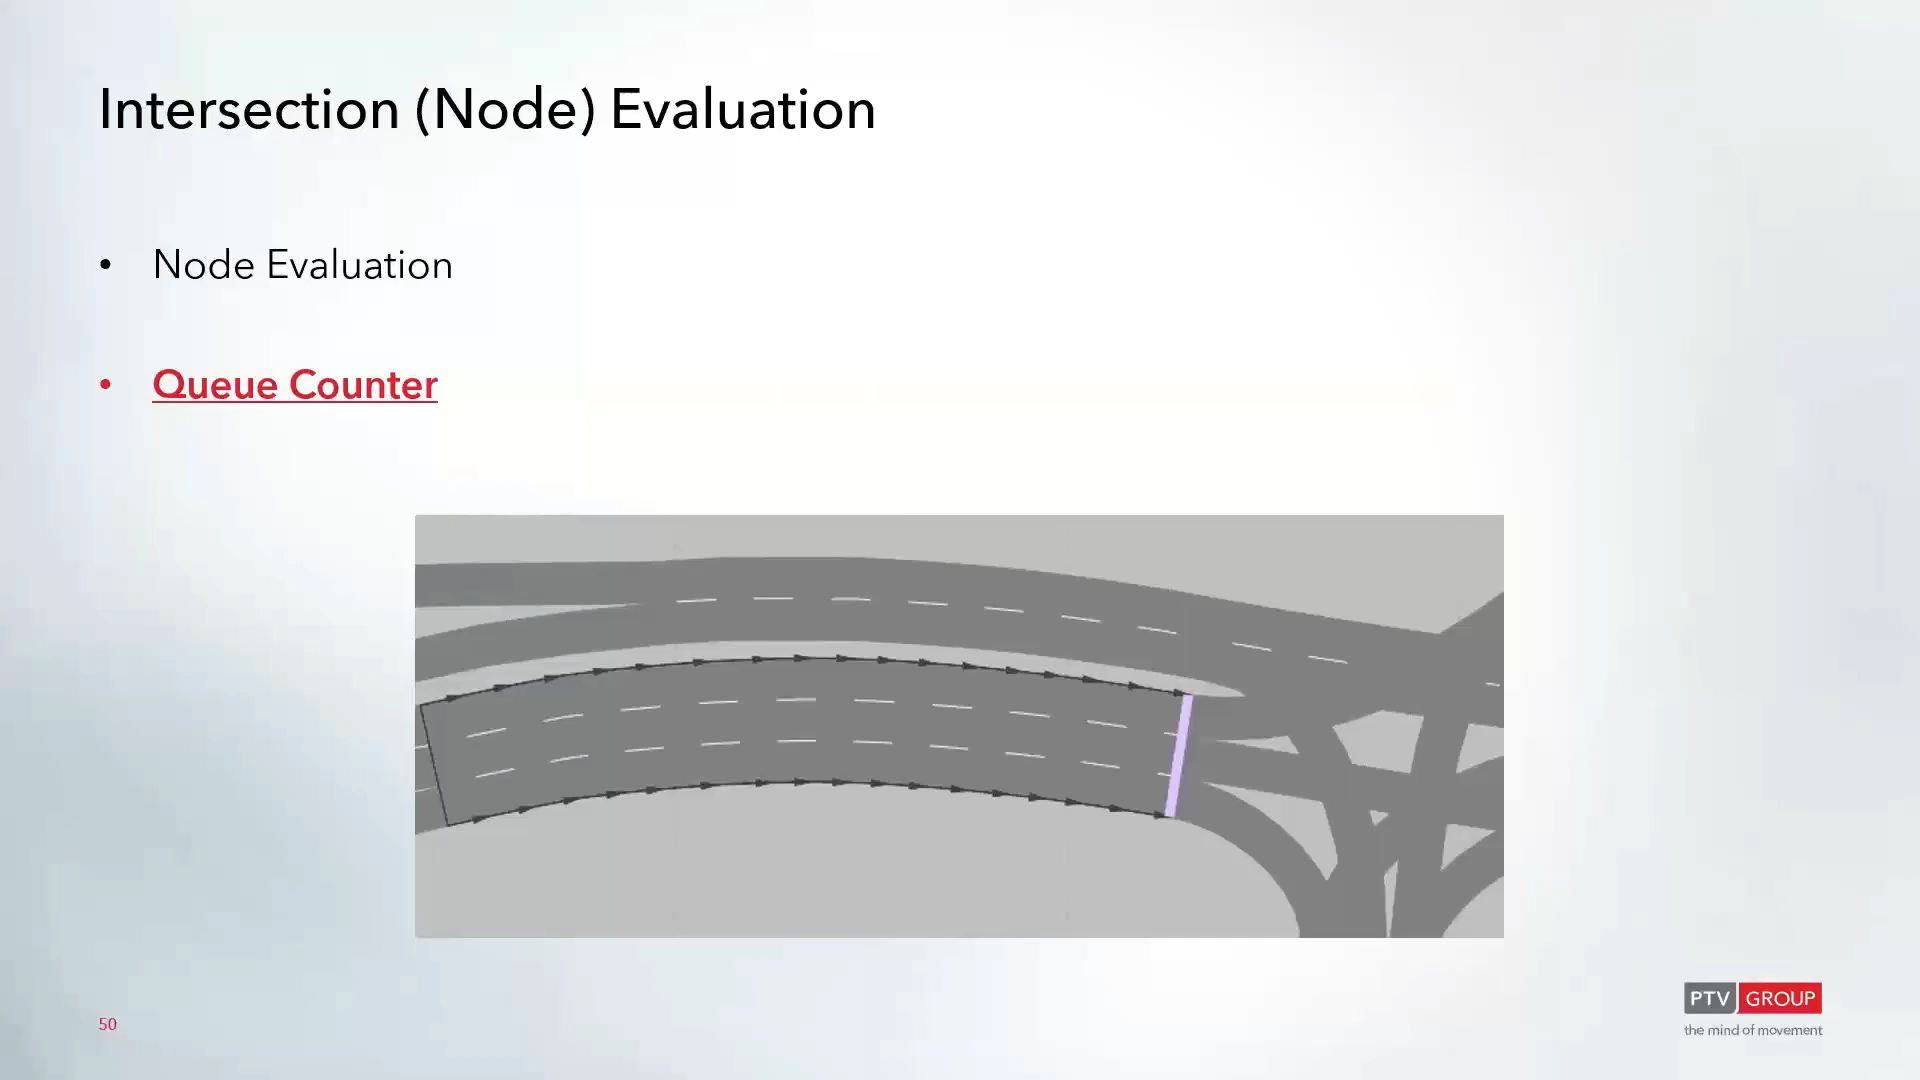 Intersection (Node) Evaluation
• Node Evaluation
• Queue Counter
50
PTV GROUP
the mind of movement